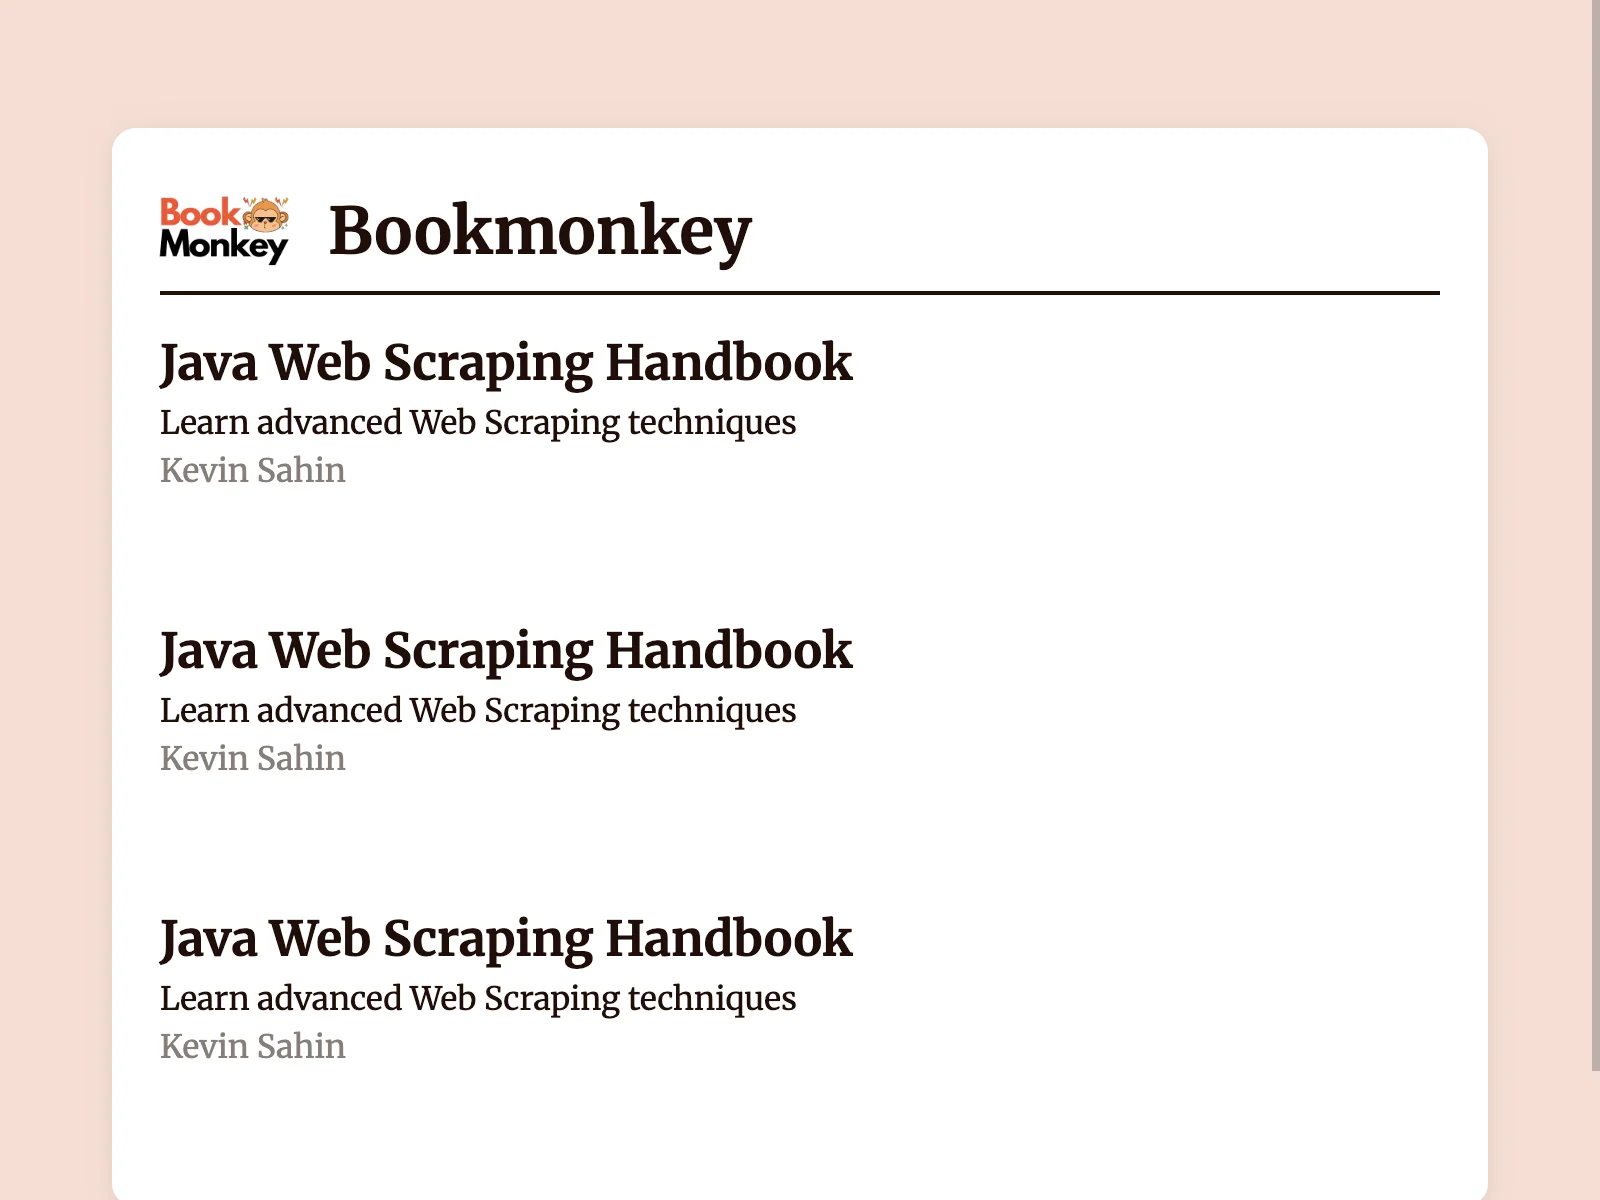 Book
Monkey
Bookmonkey
Java Web Scraping Handbook
Learn advanced Web Scraping techniques
Kevin Sahin
Java Web Scraping Handbook
Learn advanced Web Scraping techniques
Kevin Sahin
Java Web Scraping Handbook
Learn advanced Web Scraping techniques
Kevin Sahin